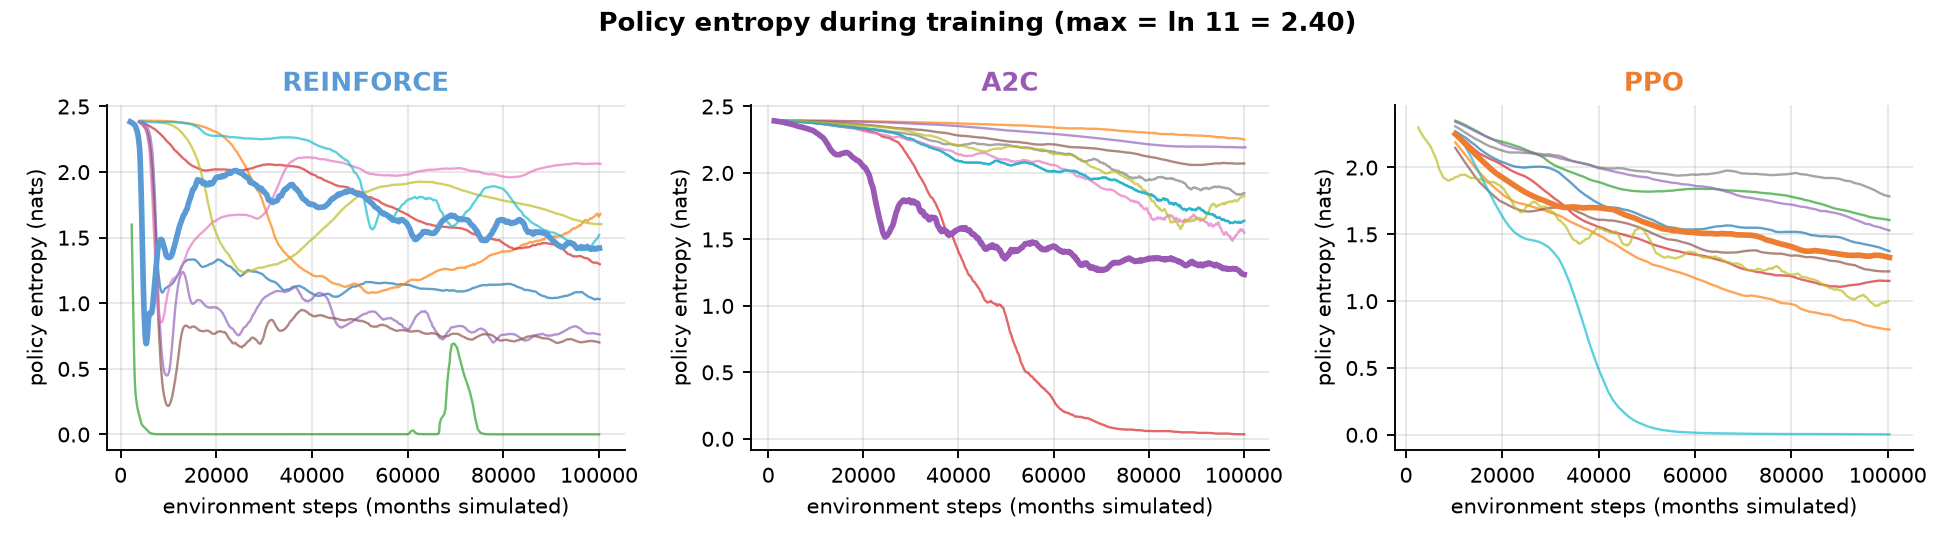 Policy entropy during training (max = ln 11 = 2.40)
REINFORCE
policy entropy (nats)
2.5
2.0
1.5
1.0
0.5
0.0
0 20000 40000 60000 80000 100000
environment steps (months simulated)
A2C
policy entropy (nats)
2.5
2.0
1.5
1.0
0.5
0.0
0 20000 40000 60000 80000 100000
environment steps (months simulated)
PPO
policy entropy (nats)
2.0
1.5
1.0
0.5
0.0
0 20000 40000 60000 80000 100000
environment steps (months simulated)